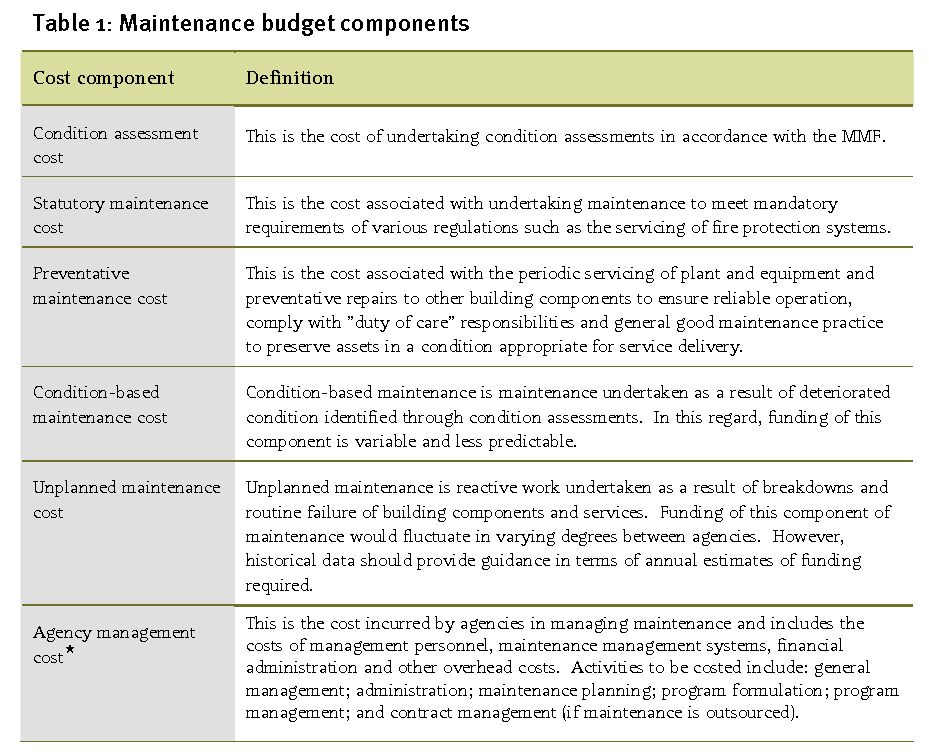 Table 1: Maintenance budget components
Cost component Definition
Condition assessment
cost
This is the cost of undertaking condition assessments in accordance with the MMF.
Statutory maintenance
cost
This is the cost associated with undertaking maintenance to meet mandatory
requirements of various regulations such as the servicing of fire protection systems.
Preventative
maintenance cost
This is the cost associated with the periodic servicing of plant and equipment and
preventative repairs to other building components to ensure reliable operation,
comply with ”duty of care” responsibilities and general good maintenance practice
to preserve assets in a condition appropriate for service delivery.
Condition-based
maintenance cost
Condition-based maintenance is maintenance undertaken as a result of deteriorated
condition identified through condition assessments. In this regard, funding of this
component is variable and less predictable.
Unplanned maintenance
cost
Unplanned maintenance is reactive work undertaken as a result of breakdowns and
routine failure of building components and services. Funding of this component of
maintenance would fluctuate in varying degrees between agencies. However,
historical data should provide guidance in terms of annual estimates of funding
required.
Agency management
cost★
This is the cost incurred by agencies in managing maintenance and includes the
costs of management personnel, maintenance management systems, financial
administration and other overhead costs. Activities to be costed include: general
management; administration; maintenance planning; program formulation; program
management; and contract management (if maintenance is outsourced).